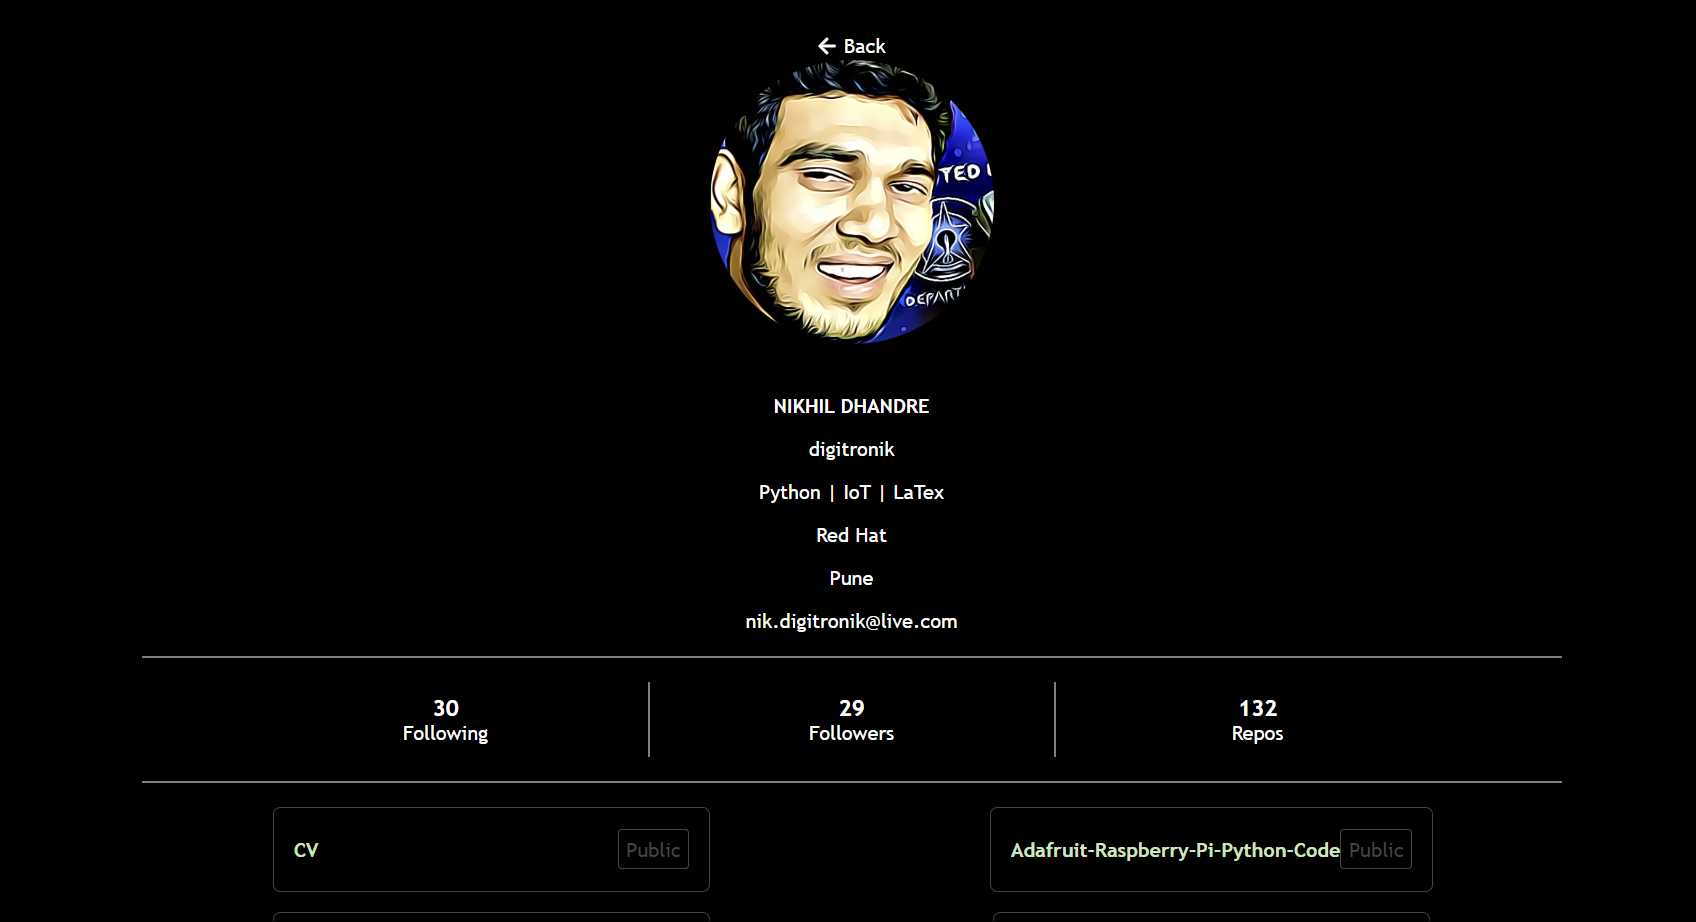 Back
TED
DEPART
NIKHIL DHANDRE
digitronik
Python | IoT | LaTex
Red Hat
Pune
nik.digitronik@live.com
30
Following
29
Followers
132
Repos
CV
Public
Adafruit-Raspberry-Pi-Python-Code
Public